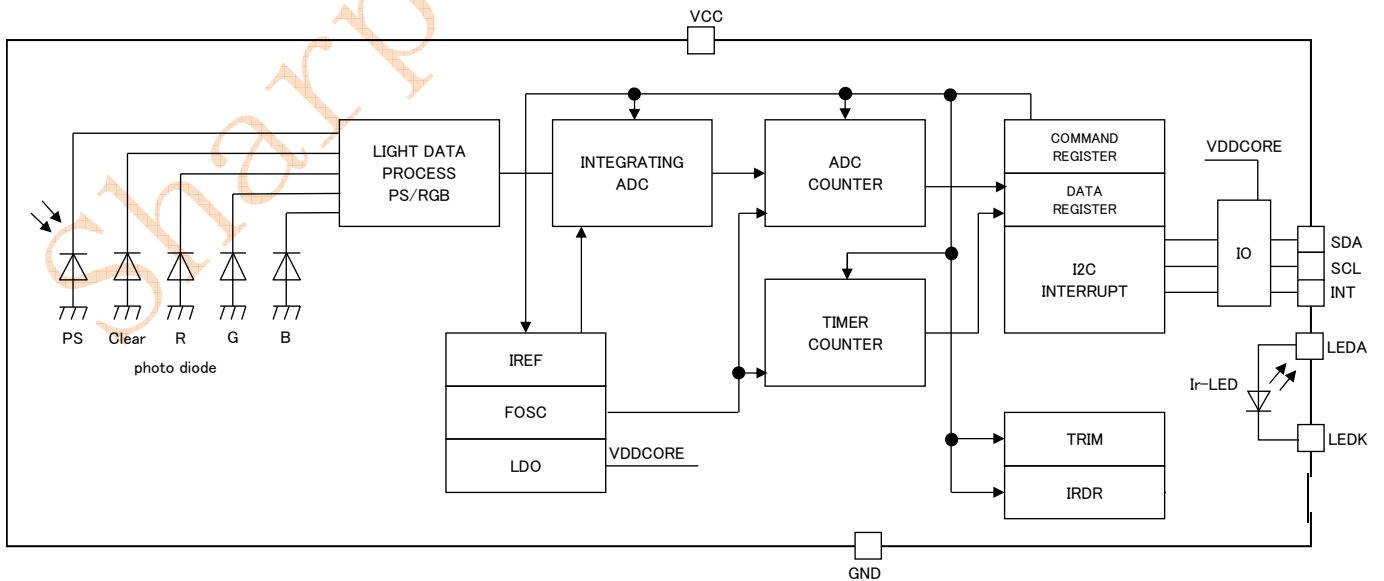 VCC
Sharp
LIGHT DATA
PROCESS
PS/RGB
INTEGRATING
ADC
ADC
COUNTER
COMMAND
REGISTER
DATA
REGISTER
I2C
INTERRUPT
VDDCORE
IO
SDA
SCL
INT
PS Clear R G B
photo diode
IREF
FOSC
LDO
VDDCORE
TIMER
COUNTER
LEDA
Ir-LED
LEDK
TRIM
IRDR
GND